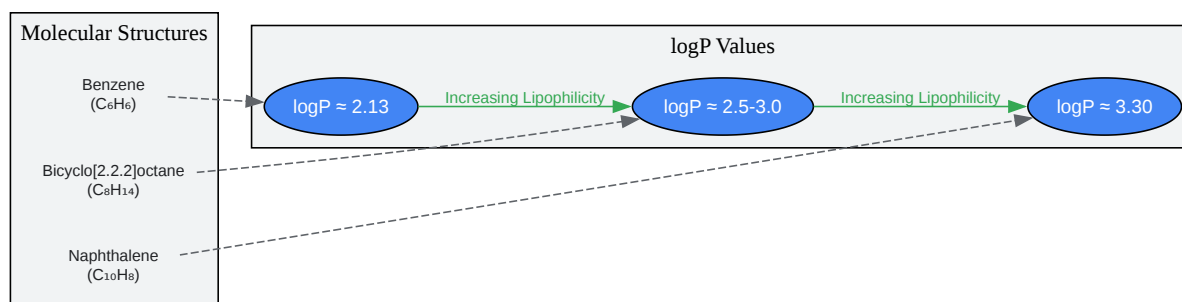 Molecular Structures
Benzene
(C₆H₆)
Bicyclo[2.2.2]octane
(C₈H₁₄)
Naphthalene
(C₁₀H₈)
logP Values
logP ≈ 2.13
Increasing Lipophilicity
logP ≈ 2.5-3.0
Increasing Lipophilicity
logP ≈ 3.30